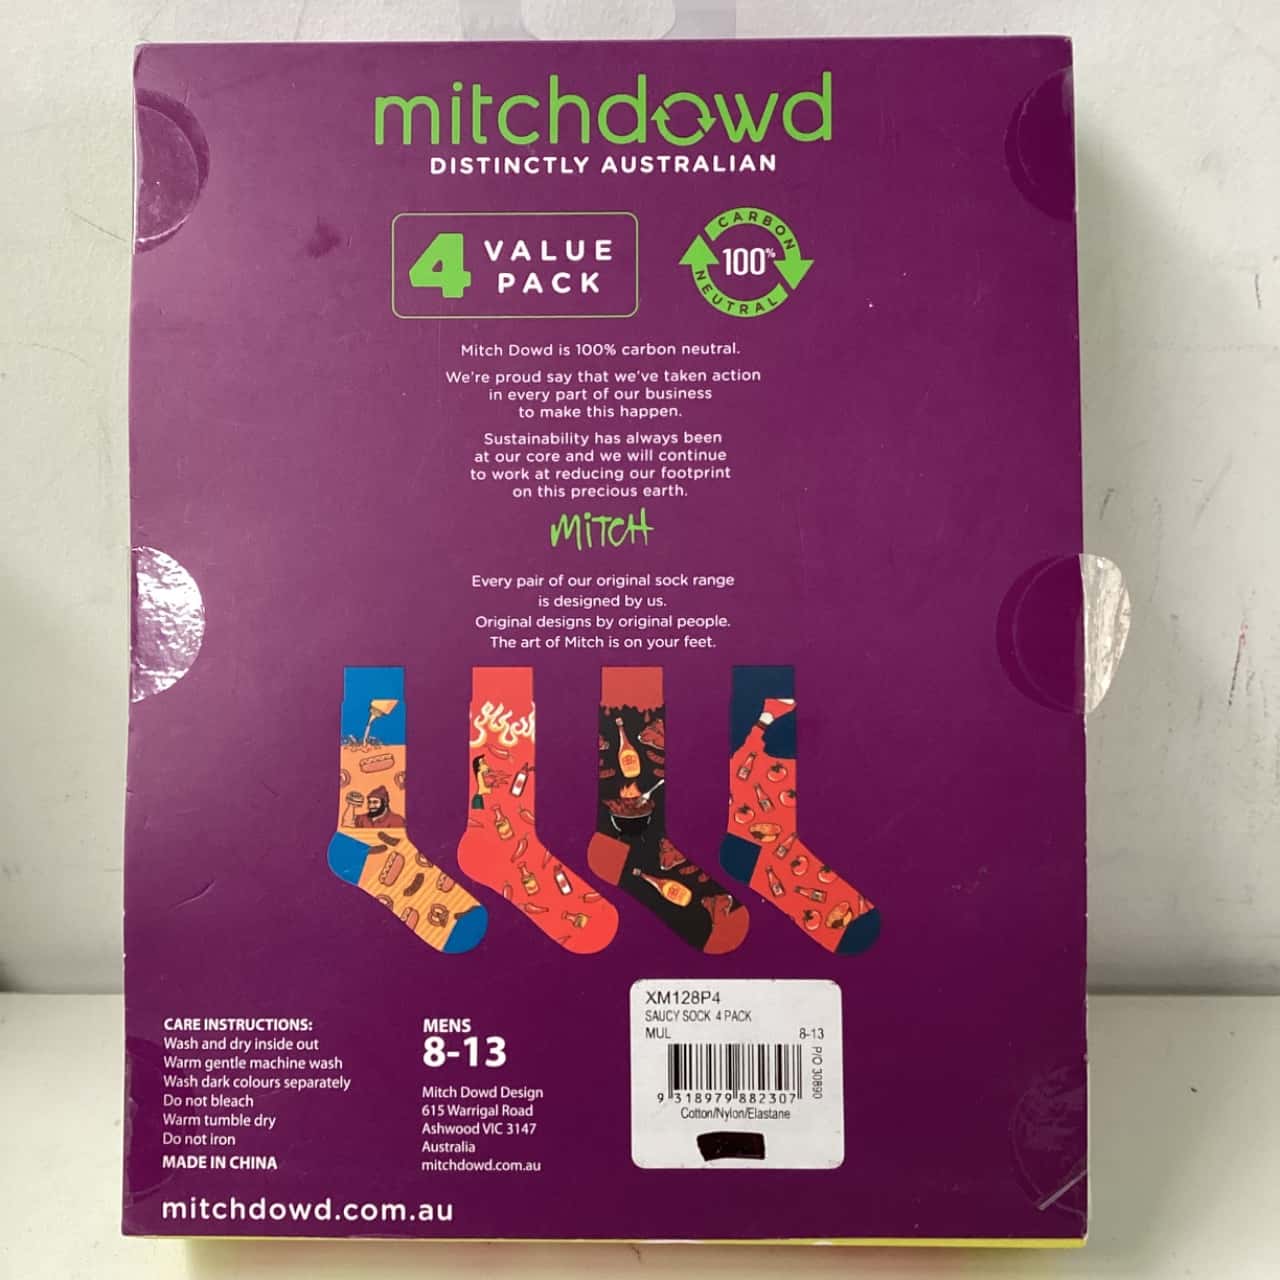 mitchdowd
DISTINCTLY AUSTRALIAN
4 VALUE
PACK
CARBON
100%
NEUTRAL
Mitch Dowd is 100% carbon neutral.
We're proud say that we've taken action
in every part of our business
to make this happen.
Sustainability has always been
at our core and we will continue
to work at reducing our footprint
on this precious earth.
MiTCH
Every pair of our original sock range
is designed by us.
Original designs by original people.
The art of Mitch is on your feet.
CARE INSTRUCTIONS:
Wash and dry inside out
Warm gentle machine wash
Wash dark colours separately
Do not bleach
Warm tumble dry
Do not iron
MADE IN CHINA
mitchdowd.com.au
MENS
8-13
Mitch Dowd Design
615 Warrigal Road
Ashwood VIC 3147
Australia
mitchdowd.com.au
XM128P4
SAUCY SOCK 4 PACK
MUL 8-13
P/O 30890
9 318979 882307
Cotton/Nylon/Elastane